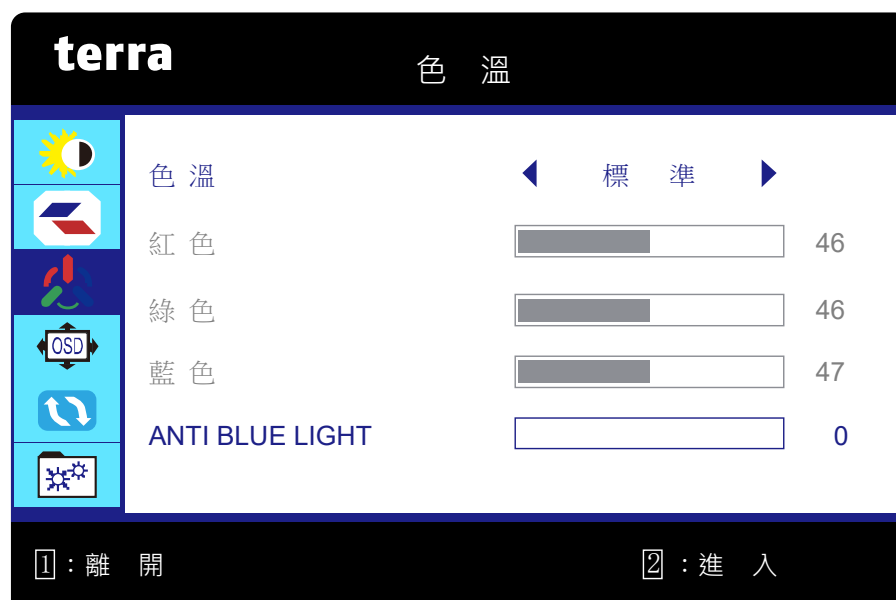 terra
色 溫
色 溫 標 準
紅 色 46
綠 色 46
OSD
藍 色 47
ANTI BLUE LIGHT 0
1：離 開 2：進 入